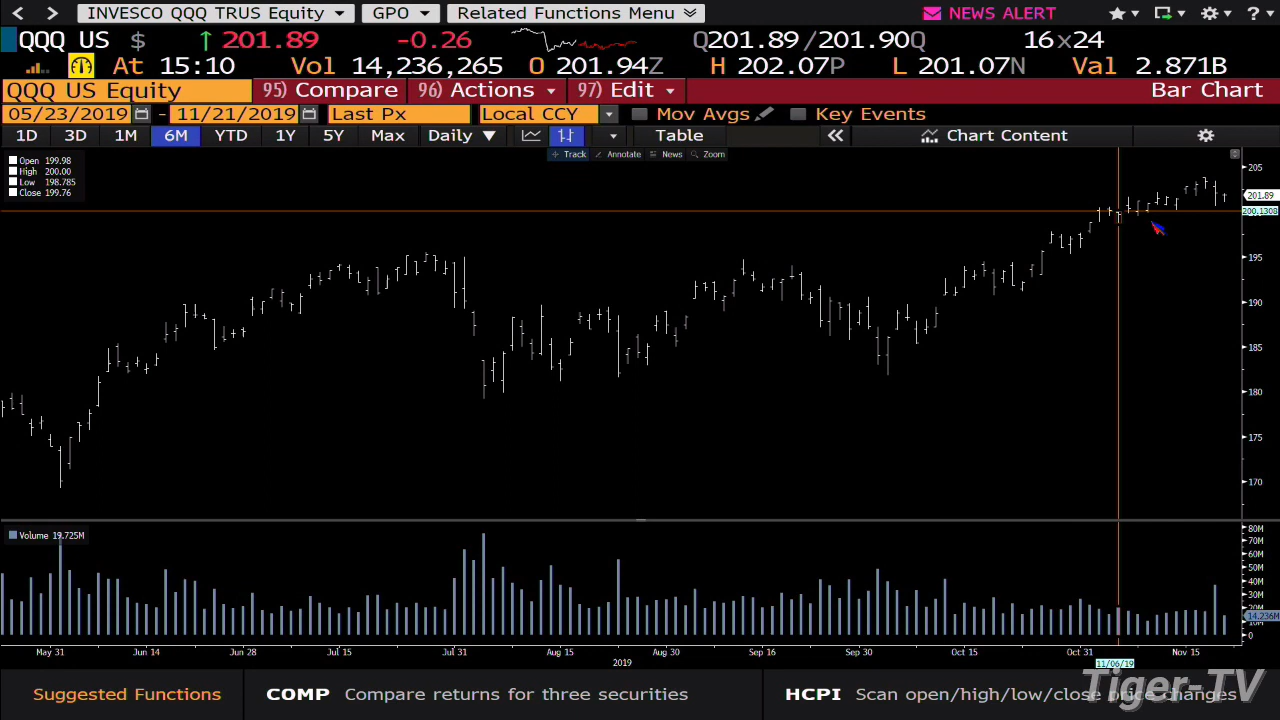 INVESCO QQQ TRUS Equity GPO Related Functions Menu NEWS ALERT ?
QQQ US $ ↑ 201.89 -0.26 Q201.89/201.90Q 16x24
At 15:10 Vol 14,236,265 O 201.94Z H 202.07P L 201.07N Val 2.871B
QQQ US Equity 95) Compare 96) Actions 97) Edit Bar Chart
05/23/2019 - 11/21/2019 Last Px Local CCY Mov Avgs Key Events
1D 3D 1M 6M YTD 1Y 5Y Max Daily ▼ Table « Chart Content
Track Annotate News Zoom
Open 199.98
High 200.00
Low 198.785
Close 199.76
205
201.89
200.1308
195
190
185
180
175
170
Volume 19.725M
80M
70M
60M
50M
40M
30M
20M
14.236M
10M
0
May 31 Jun 14 Jun 28 Jul 15 Jul 31 Aug 15 Aug 30 Sep 16 Sep 30 Oct 15 Oct 31 Nov 15
2019 11/06/19
Suggested Functions COMP Compare returns for three securities HCPI Scan open/high/low/close price changes
Tiger-TV